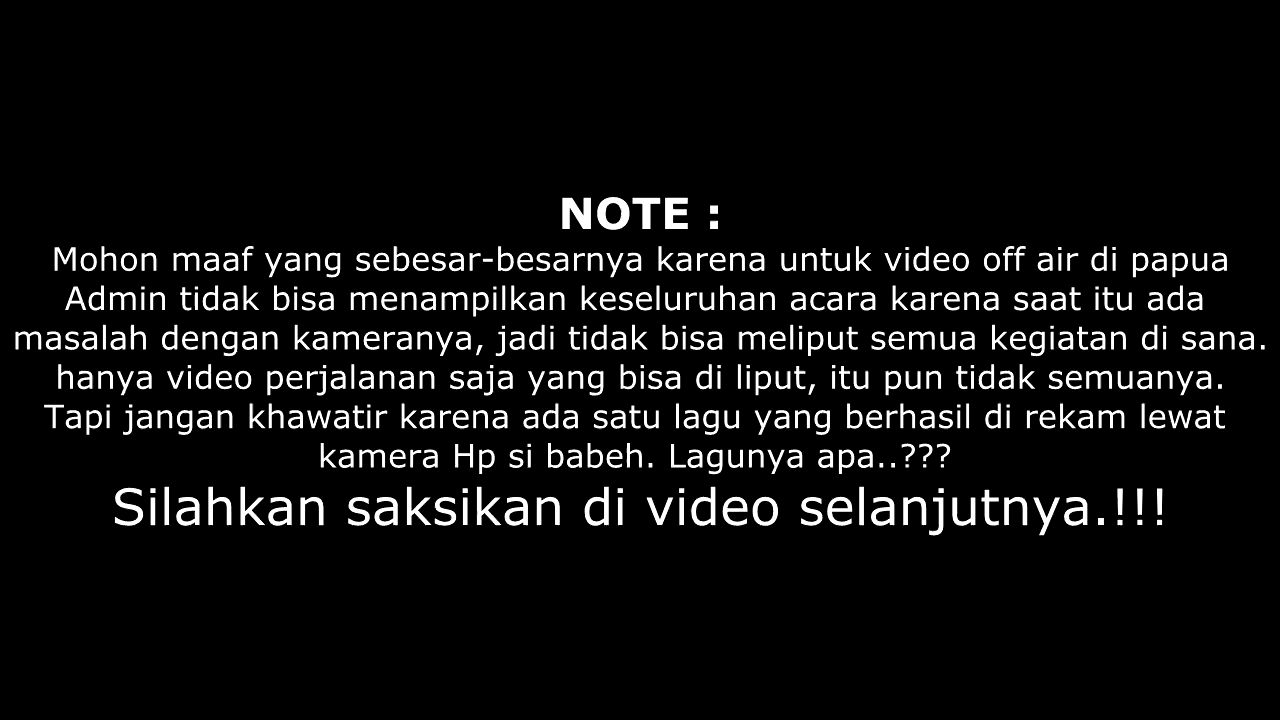 NOTE :
Mohon maaf yang sebesar-besarnya karena untuk video off air di papua
Admin tidak bisa menampilkan keseluruhan acara karena saat itu ada
masalah dengan kameranya, jadi tidak bisa meliput semua kegiatan di sana.
hanya video perjalanan saja yang bisa di liput, itu pun tidak semuanya.
Tapi jangan khawatir karena ada satu lagu yang berhasil di rekam lewat
kamera Hp si babeh. Lagunya apa..???
Silahkan saksikan di video selanjutnya.!!!